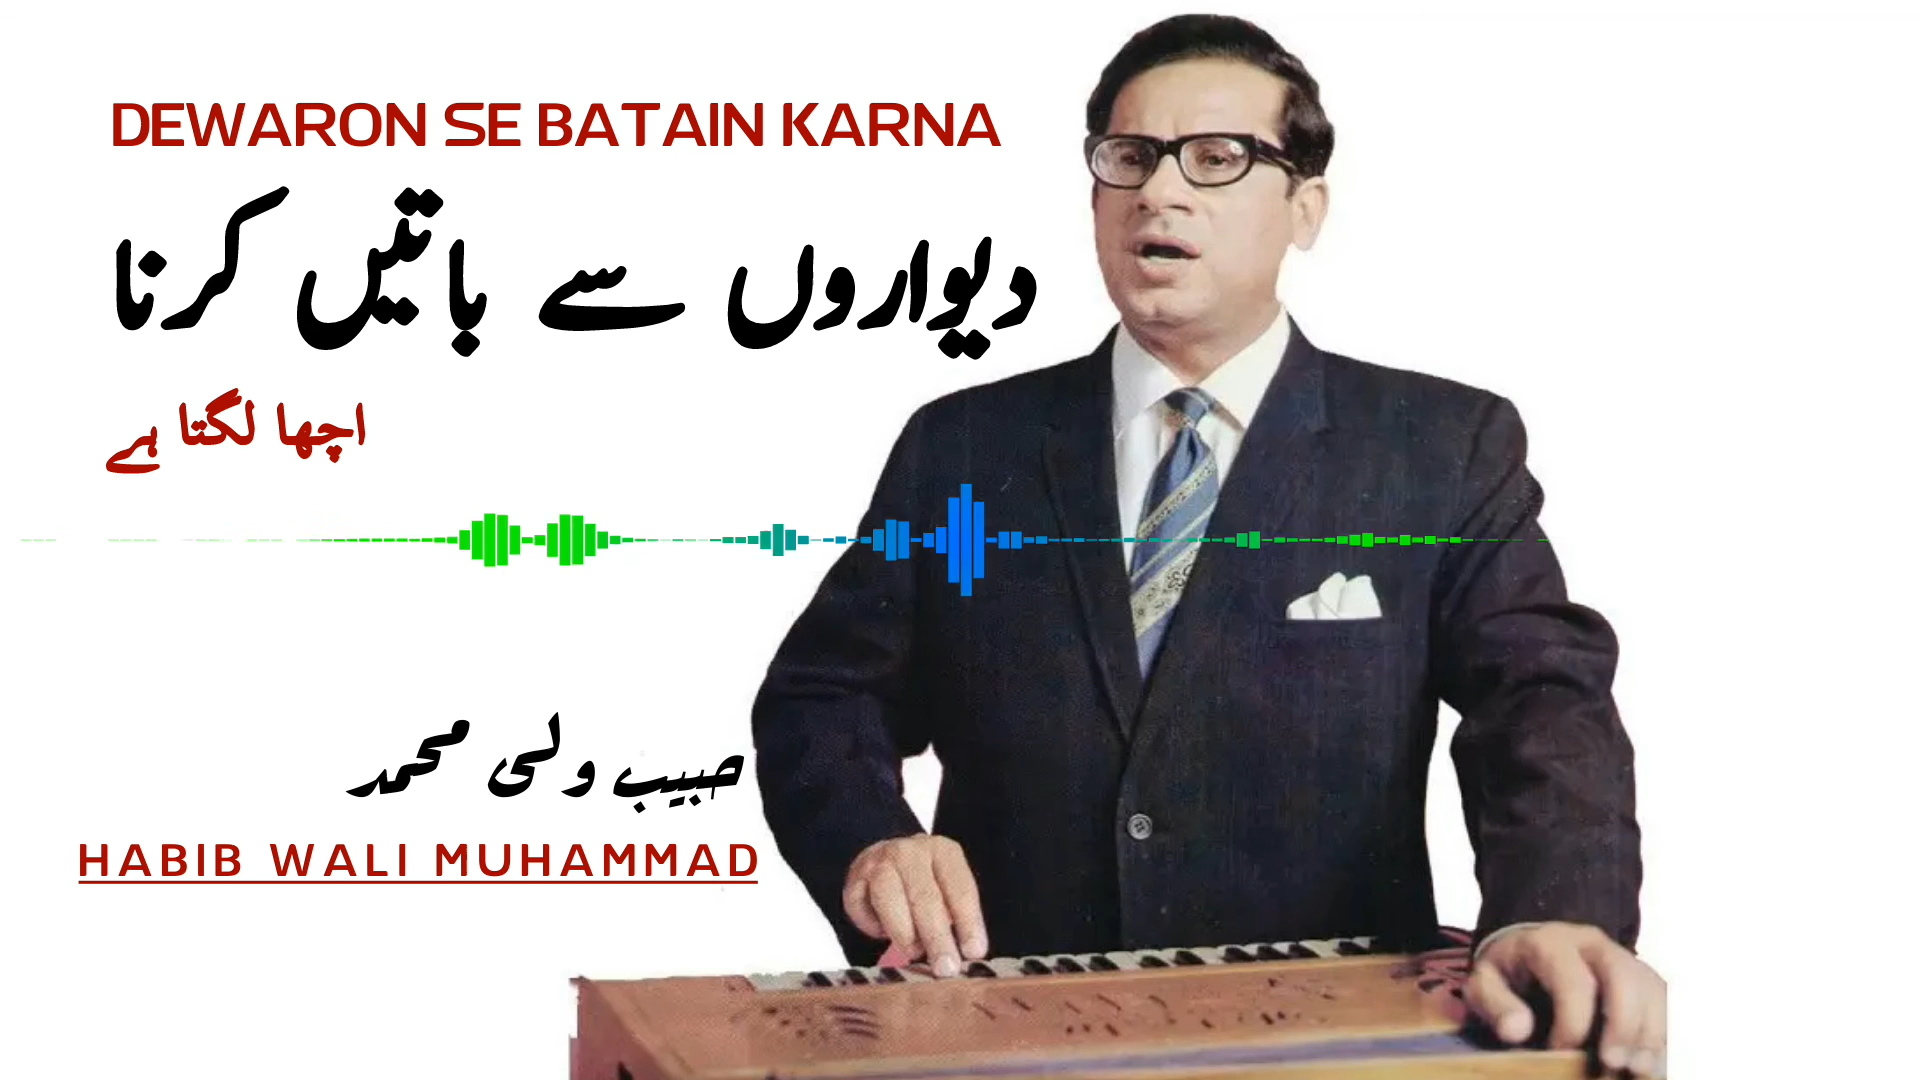 DEWARON SE BATAIN KARNA
دیواروں سے باتیں کرنا
اچھا لگتا ہے
حبیب ولی محمد
HABIB WALI MUHAMMAD